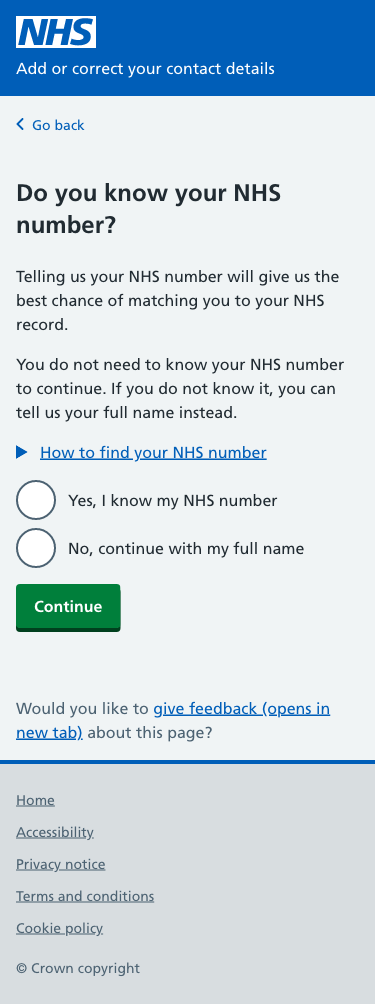 NHS
Add or correct your contact details
Go back
Do you know your NHS
number?
Telling us your NHS number will give us the
best chance of matching you to your NHS
record.
You do not need to know your NHS number
to continue. If you do not know it, you can
tell us your full name instead.
How to find your NHS number
Yes, I know my NHS number
No, continue with my full name
Continue
Would you like to give feedback (opens in
new tab) about this page?
Home
Accessibility
Privacy notice
Terms and conditions
Cookie policy
© Crown copyright